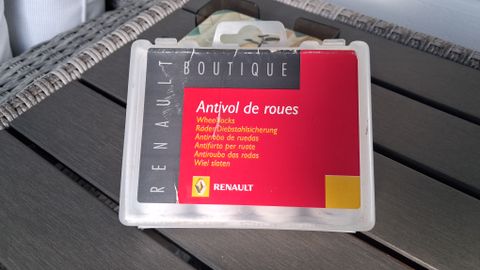 RENAULT
BOUTIQUE
Antivol de roues
Wheel locks
Räder Diebstahlsicherung
Antirrobo de ruedas
Antifurto per ruote
Antiroubo das rodas
Wiel sloten
RENAULT